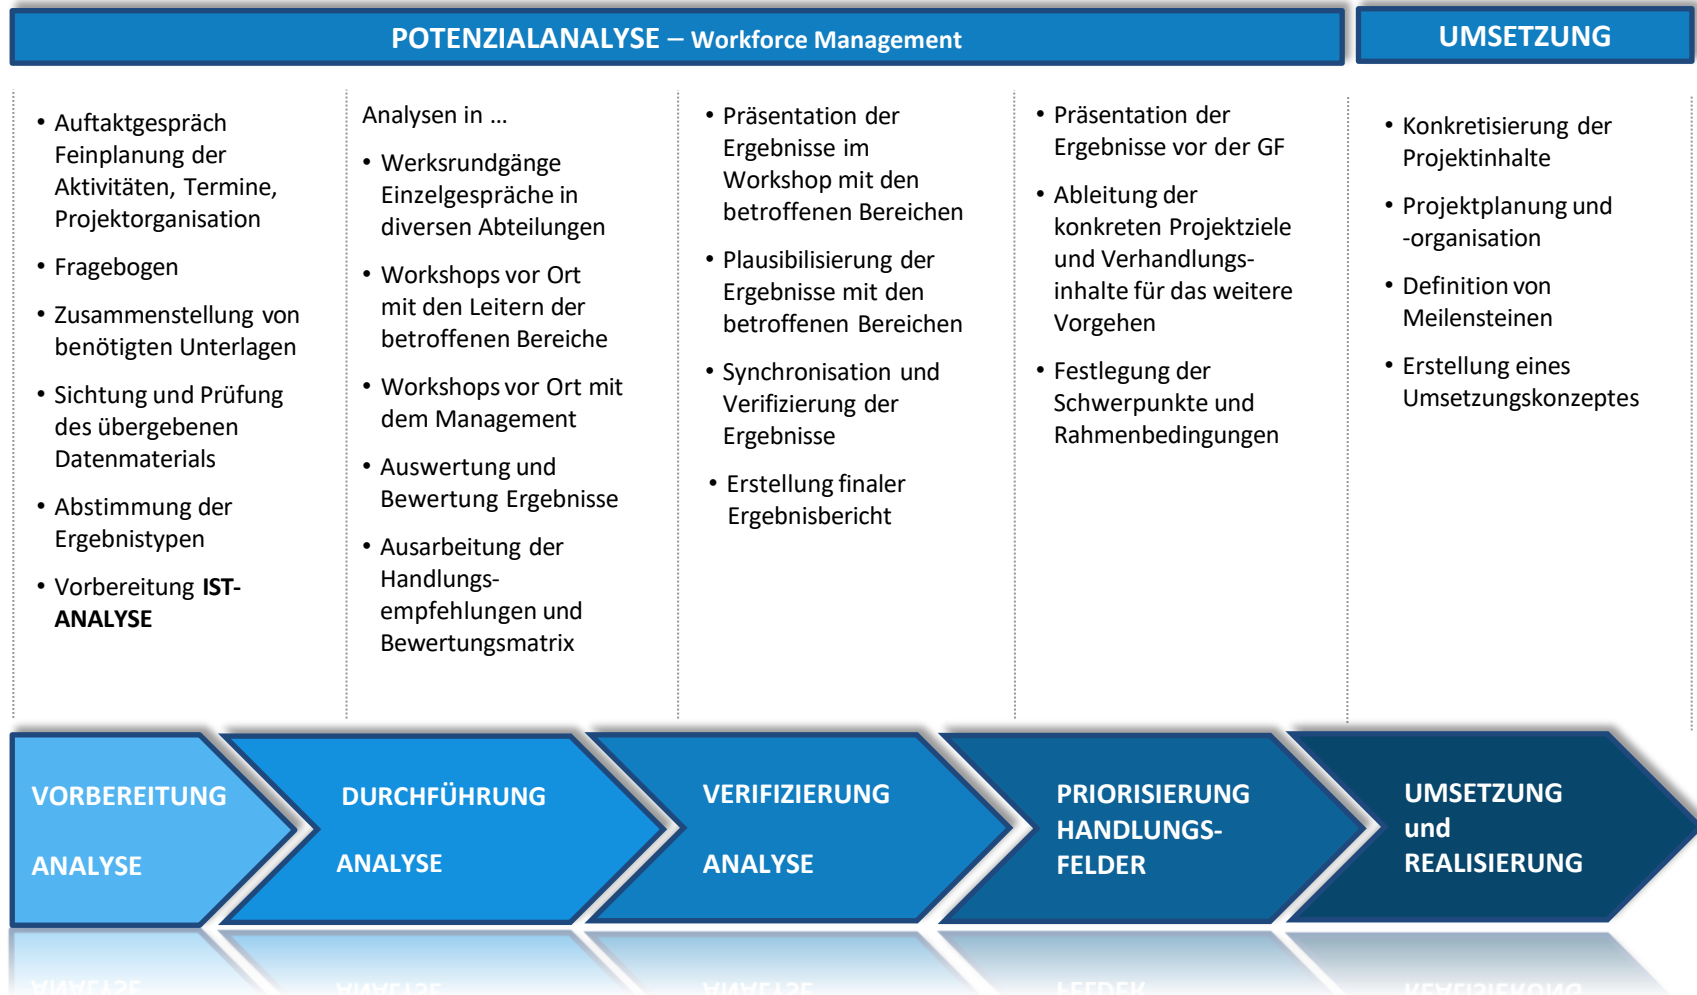 POTENZIALANALYSE – Workforce Management
UMSETZUNG
• Auftaktgespräch
Feinplanung der
Aktivitäten, Termine,
Projektorganisation
• Fragebogen
• Zusammenstellung von
benötigten Unterlagen
• Sichtung und Prüfung
des übergebenen
Datenmaterials
• Abstimmung der
Ergebnistypen
• Vorbereitung IST-
ANALYSE
Analysen in ...
• Werksrundgänge
Einzelgespräche in
diversen Abteilungen
• Workshops vor Ort
mit den Leitern der
betroffenen Bereiche
• Workshops vor Ort mit
dem Management
• Auswertung und
Bewertung Ergebnisse
• Ausarbeitung der
Handlungs-
empfehlungen und
Bewertungsmatrix
• Präsentation der
Ergebnisse im
Workshop mit den
betroffenen Bereichen
• Plausibilisierung der
Ergebnisse mit den
betroffenen Bereichen
• Synchronisation und
Verifizierung der
Ergebnisse
• Erstellung finaler
Ergebnisbericht
• Präsentation der
Ergebnisse vor der GF
• Ableitung der
konkreten Projektziele
und Verhandlungs-
inhalte für das weitere
Vorgehen
• Festlegung der
Schwerpunkte und
Rahmenbedingungen
• Konkretisierung der
Projektinhalte
• Projektplanung und
-organisation
• Definition von
Meilensteinen
• Erstellung eines
Umsetzungskonzeptes
VORBEREITUNG
ANALYSE
DURCHFÜHRUNG
ANALYSE
VERIFIZIERUNG
ANALYSE
PRIORISIERUNG
HANDLUNGS-
FELDER
UMSETZUNG
und
REALISIERUNG